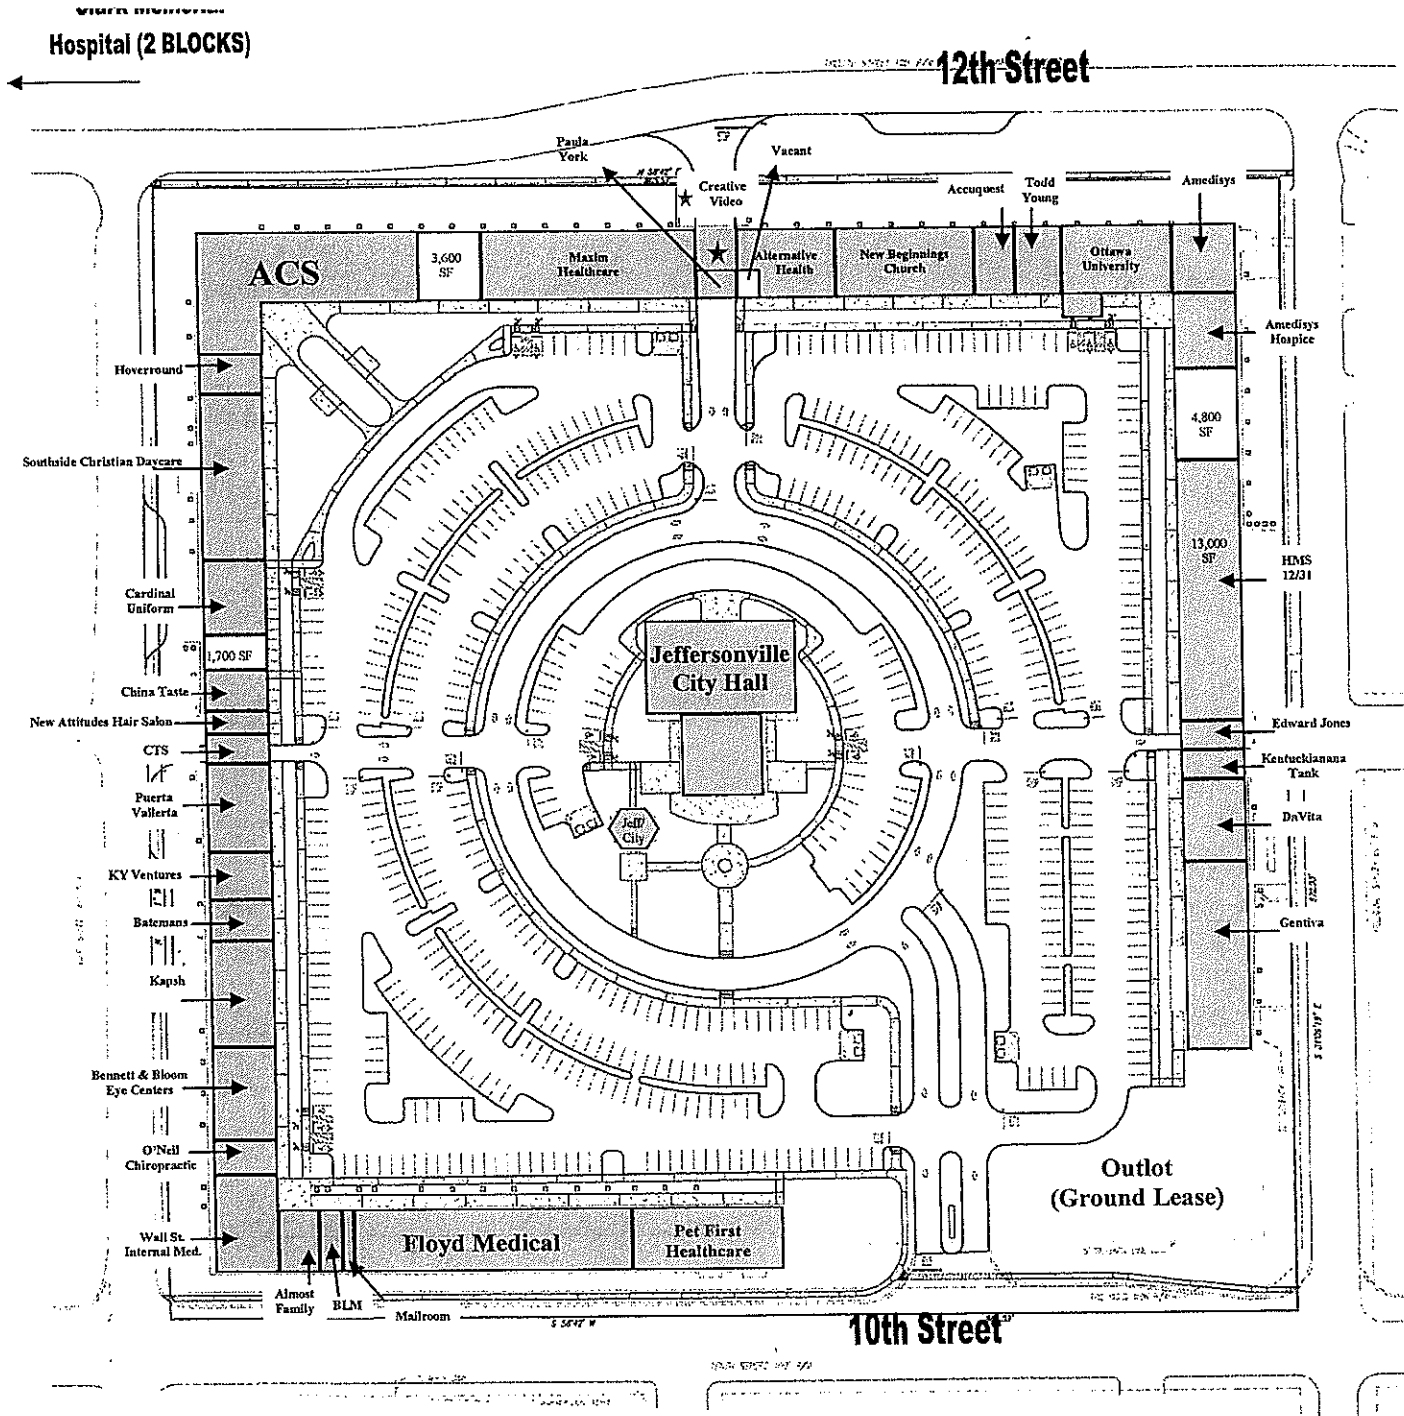 Hospital (2 BLOCKS)
12th Street
Paula
York
Vacant
Creative
Video
Accuquest
Todd
Young
Amedisys
ACS
3,600
SF
Maxim
Healthcare
Alternative
Health
New Beginnings
Church
Ottawa
University
Amedisys
Hospice
Hoverround
4,800
SF
Southside Christian Daycare
13,000
SF
HMS
12/31
Cardinal
Uniform
1,700 SF
Jeffersonville
City Hall
China Taste
New Attitudes Hair Salon
Edward Jones
CTS
Kentuckianana
Tank
Puerta
Vallerta
DaVita
Jeff/
City
KY Ventures
Batemans
Gentiva
Kapsh
Bennett & Bloom
Eye Centers
O'Neil
Chiropractic
Outlot
(Ground Lease)
Wall St.
Internal Med.
Floyd Medical
Pet First
Healthcare
Almost
Family
BLM
Mailroom
10th Street